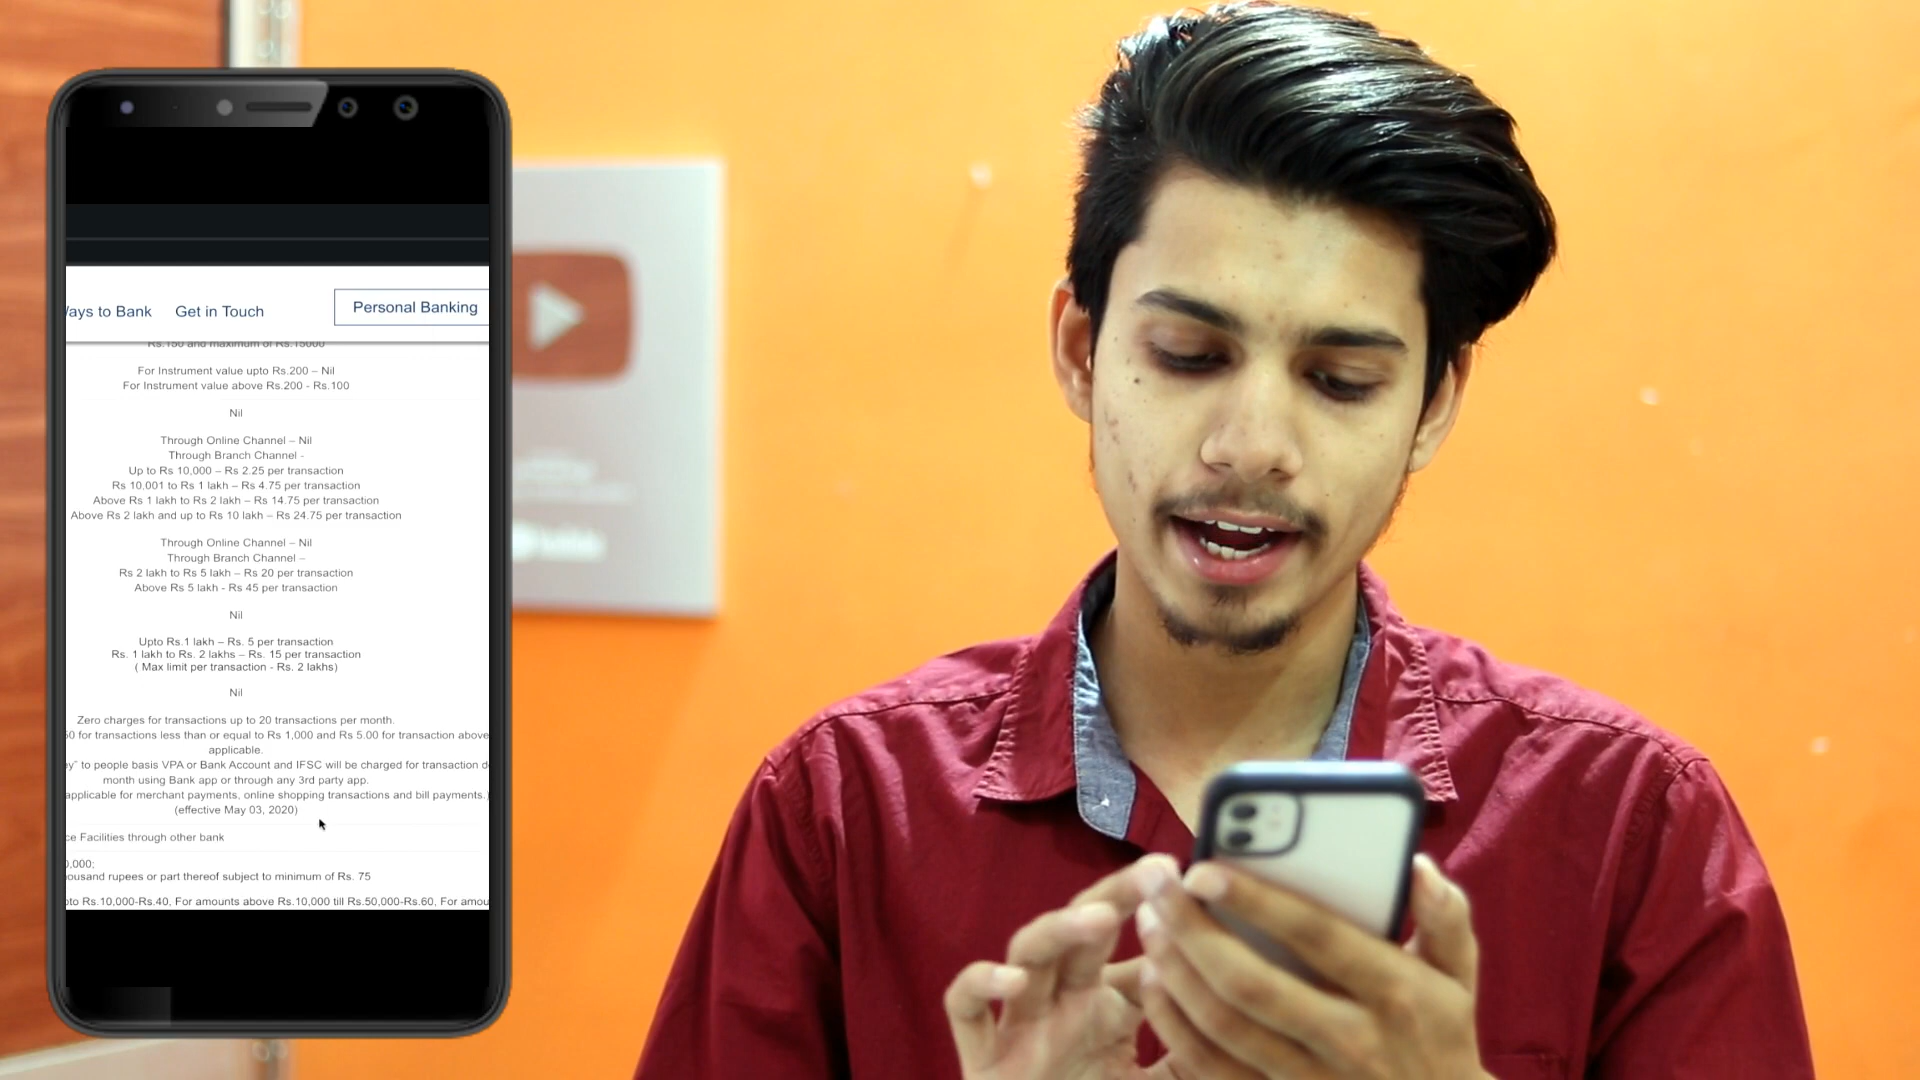 Ways to Bank Get in Touch Personal Banking
Rs.150 and maximum of Rs.15000
For Instrument value upto Rs.200 – Nil
For Instrument value above Rs.200 - Rs.100
Nil
Through Online Channel – Nil
Through Branch Channel -
Up to Rs 10,000 – Rs 2.25 per transaction
Rs 10,001 to Rs 1 lakh – Rs 4.75 per transaction
Above Rs 1 lakh to Rs 2 lakh – Rs 14.75 per transaction
Above Rs 2 lakh and up to Rs 10 lakh – Rs 24.75 per transaction
Through Online Channel – Nil
Through Branch Channel –
Rs 2 lakh to Rs 5 lakh – Rs 20 per transaction
Above Rs 5 lakh - Rs 45 per transaction
Nil
Upto Rs.1 lakh – Rs. 5 per transaction
Rs. 1 lakh to Rs. 2 lakhs – Rs. 15 per transaction
( Max limit per transaction - Rs. 2 lakhs)
Nil
Zero charges for transactions up to 20 transactions per month.
50 for transactions less than or equal to Rs 1,000 and Rs 5.00 for transaction above
applicable.
y" to people basis VPA or Bank Account and IFSC will be charged for transaction d
month using Bank app or through any 3rd party app.
applicable for merchant payments, online shopping transactions and bill payments.)
(effective May 03, 2020)
ce Facilities through other bank
0,000;
ousand rupees or part thereof subject to minimum of Rs. 75
pto Rs.10,000-Rs.40, For amounts above Rs.10,000 till Rs.50,000-Rs.60, For amou